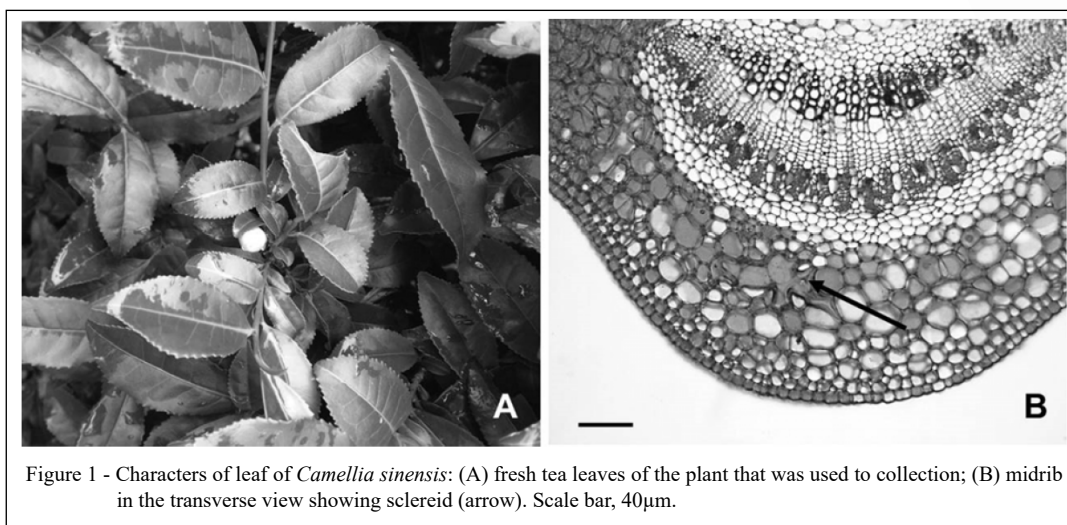 A
B
Figure 1 - Characters of leaf of Camellia sinensis: (A) fresh tea leaves of the plant that was used to collection; (B) midrib
in the transverse view showing sclereid (arrow). Scale bar, 40µm.